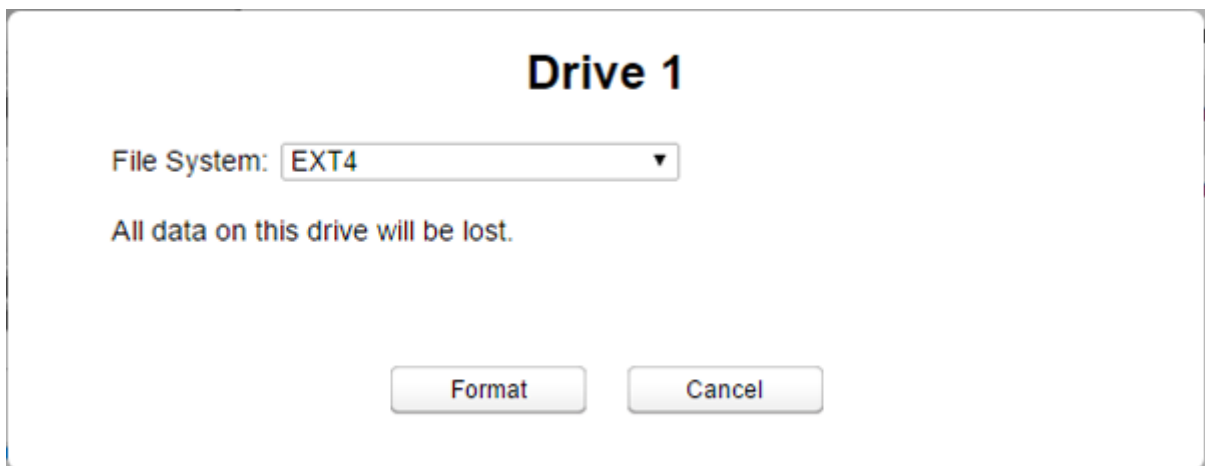 Drive 1
File System: EXT4
All data on this drive will be lost.
Format Cancel